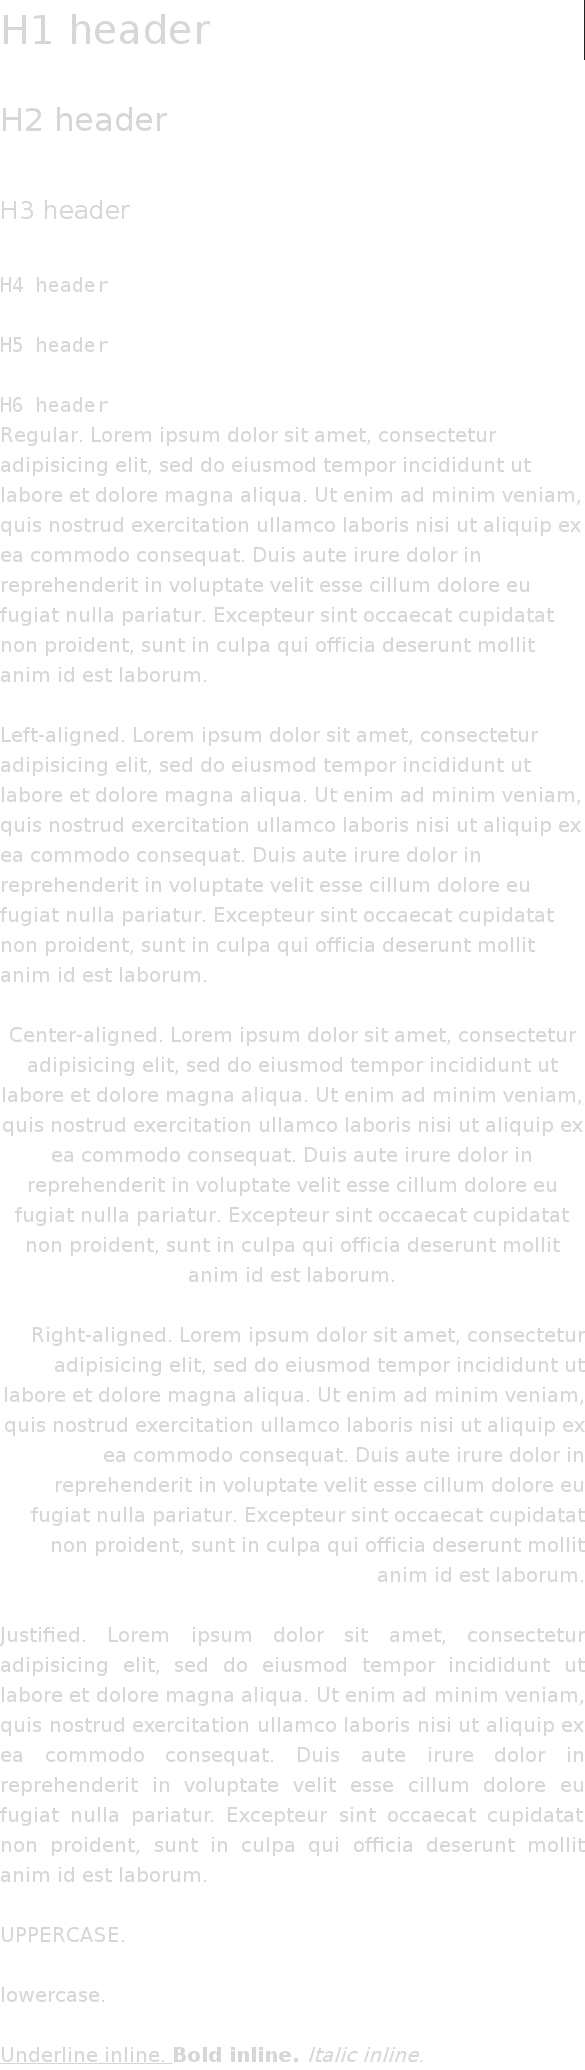 H1 header
H2 header
H3 header
H4 header
H5 header
H6 header
Regular. Lorem ipsum dolor sit amet, consectetur
adipisicing elit, sed do eiusmod tempor incididunt ut
labore et dolore magna aliqua. Ut enim ad minim veniam,
quis nostrud exercitation ullamco laboris nisi ut aliquip ex
ea commodo consequat. Duis aute irure dolor in
reprehenderit in voluptate velit esse cillum dolore eu
fugiat nulla pariatur. Excepteur sint occaecat cupidatat
non proident, sunt in culpa qui officia deserunt mollit
anim id est laborum.
Left-aligned. Lorem ipsum dolor sit amet, consectetur
adipisicing elit, sed do eiusmod tempor incididunt ut
labore et dolore magna aliqua. Ut enim ad minim veniam,
quis nostrud exercitation ullamco laboris nisi ut aliquip ex
ea commodo consequat. Duis aute irure dolor in
reprehenderit in voluptate velit esse cillum dolore eu
fugiat nulla pariatur. Excepteur sint occaecat cupidatat
non proident, sunt in culpa qui officia deserunt mollit
anim id est laborum.
Center-aligned. Lorem ipsum dolor sit amet, consectetur
adipisicing elit, sed do eiusmod tempor incididunt ut
labore et dolore magna aliqua. Ut enim ad minim veniam,
quis nostrud exercitation ullamco laboris nisi ut aliquip ex
ea commodo consequat. Duis aute irure dolor in
reprehenderit in voluptate velit esse cillum dolore eu
fugiat nulla pariatur. Excepteur sint occaecat cupidatat
non proident, sunt in culpa qui officia deserunt mollit
anim id est laborum.
Right-aligned. Lorem ipsum dolor sit amet, consectetur
adipisicing elit, sed do eiusmod tempor incididunt ut
labore et dolore magna aliqua. Ut enim ad minim veniam,
quis nostrud exercitation ullamco laboris nisi ut aliquip ex
ea commodo consequat. Duis aute irure dolor in
reprehenderit in voluptate velit esse cillum dolore eu
fugiat nulla pariatur. Excepteur sint occaecat cupidatat
non proident, sunt in culpa qui officia deserunt mollit
anim id est laborum.
Justified. Lorem ipsum dolor sit amet, consectetur
adipisicing elit, sed do eiusmod tempor incididunt ut
labore et dolore magna aliqua. Ut enim ad minim veniam,
quis nostrud exercitation ullamco laboris nisi ut aliquip ex
ea commodo consequat. Duis aute irure dolor in
reprehenderit in voluptate velit esse cillum dolore eu
fugiat nulla pariatur. Excepteur sint occaecat cupidatat
non proident, sunt in culpa qui officia deserunt mollit
anim id est laborum.
UPPERCASE.
lowercase.
Underline inline. Bold inline. Italic inline.